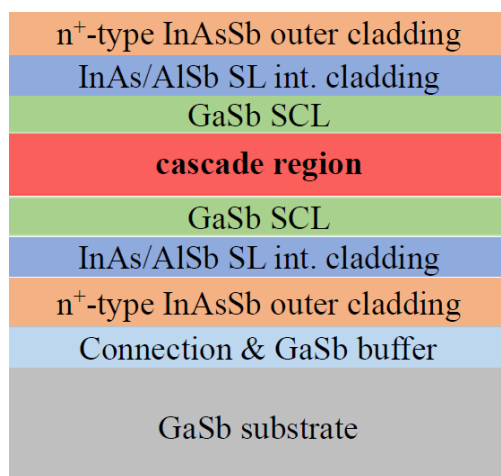 n⁺-type InAsSb outer cladding
InAs/AlSb SL int. cladding
GaSb SCL
cascade region
GaSb SCL
InAs/AlSb SL int. cladding
n⁺-type InAsSb outer cladding
Connection & GaSb buffer
GaSb substrate